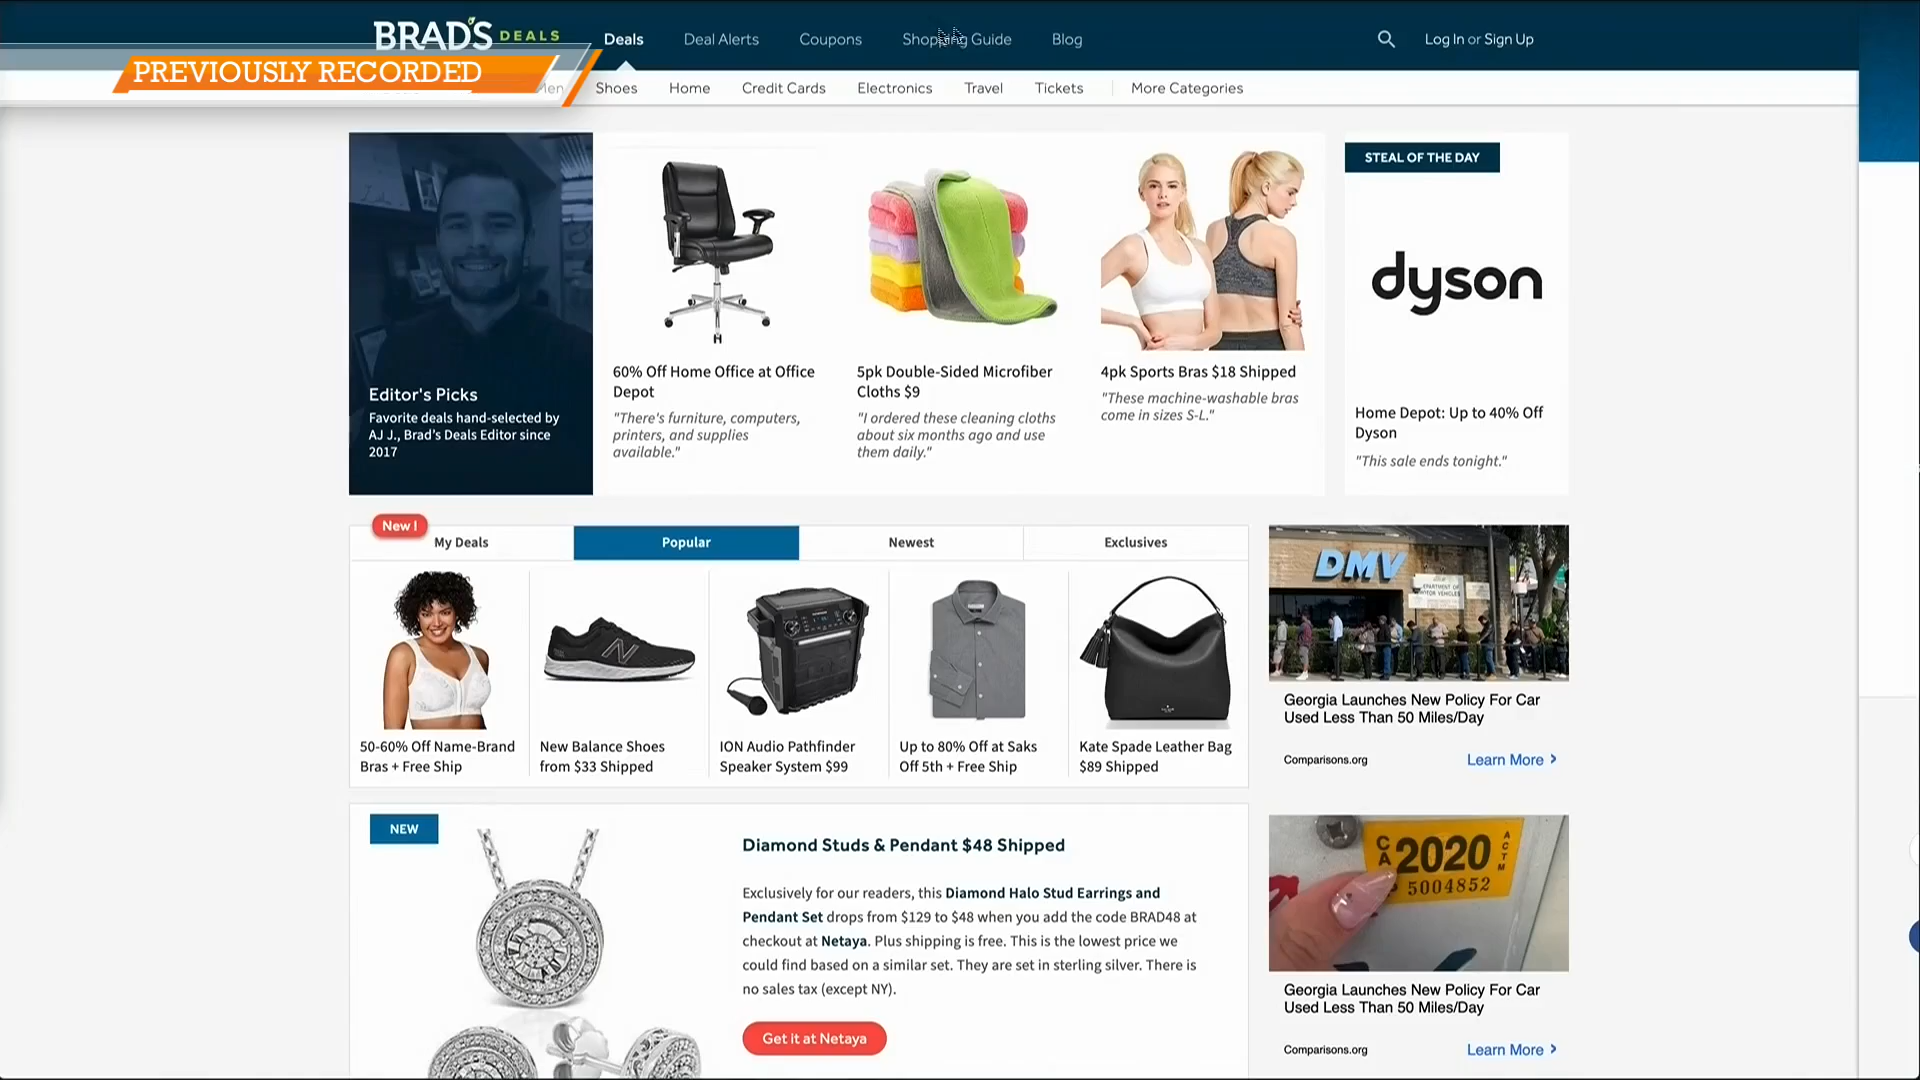 BRAD'S DEALS
Deals
Deal Alerts
Coupons
Shopping Guide
Blog
Log In or Sign Up
PREVIOUSLY RECORDED
Shoes
Home
Credit Cards
Electronics
Travel
Tickets
More Categories
Editor's Picks
Favorite deals hand-selected by
AJ J., Brad's Deals Editor since
2017
60% Off Home Office at Office
Depot
"There's furniture, computers,
printers, and supplies
available."
5pk Double-Sided Microfiber
Cloths $9
"I ordered these cleaning cloths
about six months ago and use
them daily."
4pk Sports Bras $18 Shipped
"These machine-washable bras
come in sizes S-L."
STEAL OF THE DAY
dyson
Home Depot: Up to 40% Off
Dyson
"This sale ends tonight."
New !
My Deals
Popular
Newest
Exclusives
50-60% Off Name-Brand
Bras + Free Ship
New Balance Shoes
from $33 Shipped
ION Audio Pathfinder
Speaker System $99
Up to 80% Off at Saks
Off 5th + Free Ship
Kate Spade Leather Bag
$89 Shipped
DMV
DEPARTMENT OF
MOTOR VEHICLES
Georgia Launches New Policy For Car
Used Less Than 50 Miles/Day
Comparisons.org
Learn More >
NEW
Diamond Studs & Pendant $48 Shipped
Exclusively for our readers, this Diamond Halo Stud Earrings and
Pendant Set drops from $129 to $48 when you add the code BRAD48 at
checkout at Netaya. Plus shipping is free. This is the lowest price we
could find based on a similar set. They are set in sterling silver. There is
no sales tax (except NY).
Get it at Netaya
CA 2020
5004852
Georgia Launches New Policy For Car
Used Less Than 50 Miles/Day
Comparisons.org
Learn More >